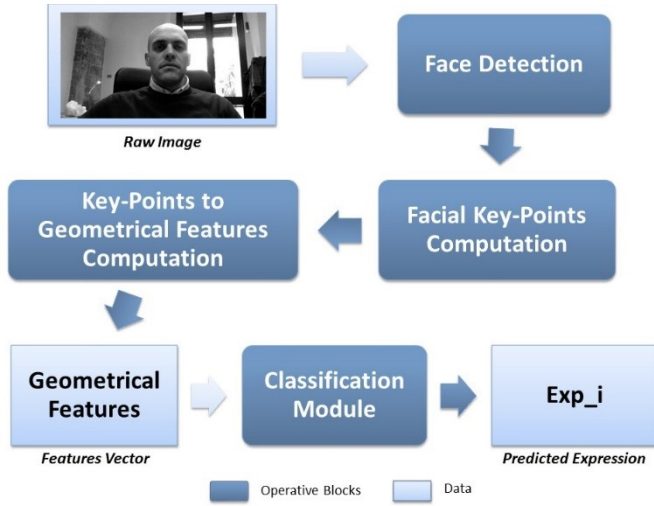 Face Detection
Raw Image
Key-Points to
Geometrical Features
Computation
Facial Key-Points
Computation
Geometrical
Features
Classification
Module
Exp_i
Features Vector
Predicted Expression
Operative Blocks
Data